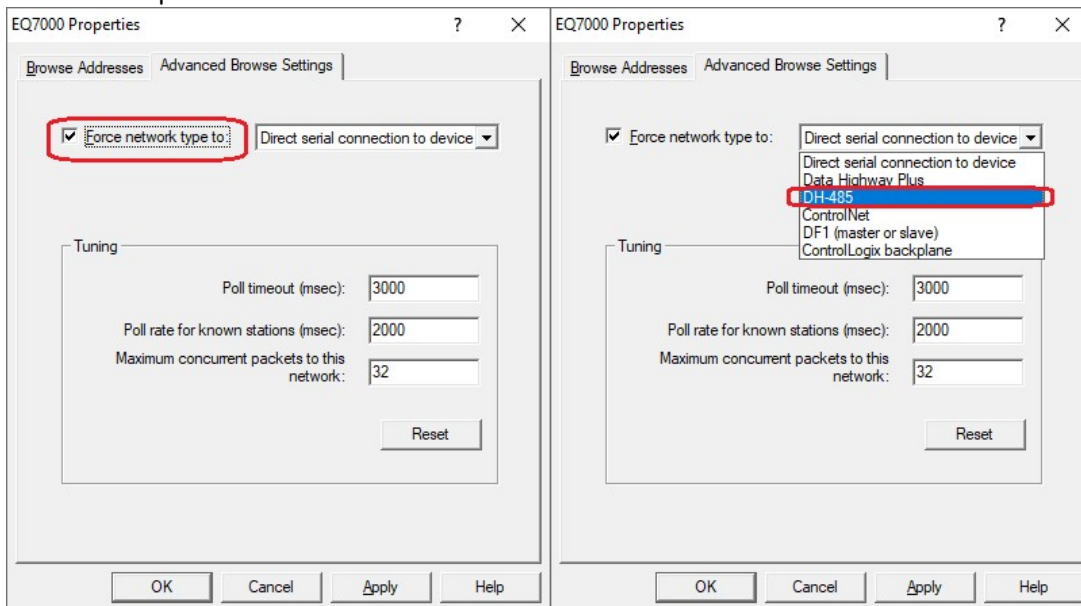 EQ7000 Properties ? ×
Browse Addresses Advanced Browse Settings
Force network type to: Direct serial connection to device
Tuning
Poll timeout (msec): 3000
Poll rate for known stations (msec): 2000
Maximum concurrent packets to this
network: 32
Reset
OK Cancel Apply Help
EQ7000 Properties ? ×
Browse Addresses Advanced Browse Settings
Force network type to: Direct serial connection to device
Direct serial connection to device
Data Highway Plus
DH-485
ControlNet
DF1 (master or slave)
ControlLogix backplane
Tuning
Poll timeout (msec): 3000
Poll rate for known stations (msec): 2000
Maximum concurrent packets to this
network: 32
Reset
OK Cancel Apply Help